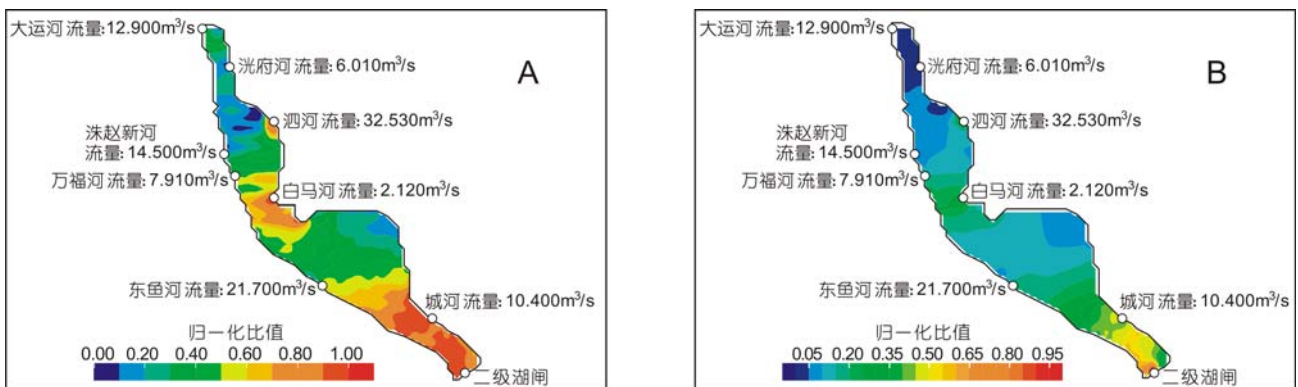 大运河流量:12.900m³/s
洸府河流量:6.010m³/s
A
泗河流量:32.530m³/s
洙赵新河
流量:14.500m³/s
万福河流量:7.910m³/s
白马河流量:2.120m³/s
东鱼河流量:21.700m³/s
城河流量:10.400m³/s
归一化比值
0.00 0.20 0.40 0.60 0.80 1.00
二级湖闸
大运河流量:12.900m³/s
洸府河流量:6.010m³/s
B
泗河流量:32.530m³/s
洙赵新河
流量:14.500m³/s
万福河流量:7.910m³/s
白马河流量:2.120m³/s
东鱼河流量:21.700m³/s
城河流量:10.400m³/s
归一化比值
0.05 0.20 0.35 0.50 0.65 0.80 0.95
二级湖闸